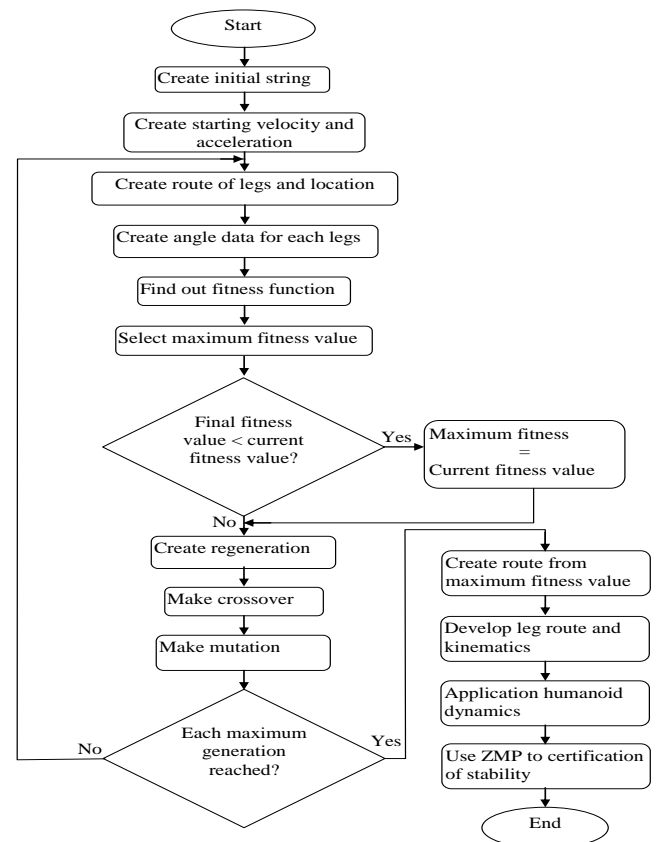 Start
Create initial string
Create starting velocity and
acceleration
Create route of legs and location
Create angle data for each legs
Find out fitness function
Select maximum fitness value
Final fitness
value < current
fitness value?
Yes
Maximum fitness
=
Current fitness value
No
Create regeneration
Make crossover
Make mutation
Each maximum
generation
reached?
No
Yes
Create route from
maximum fitness value
Develop leg route and
kinematics
Application humanoid
dynamics
Use ZMP to certification
of stability
End